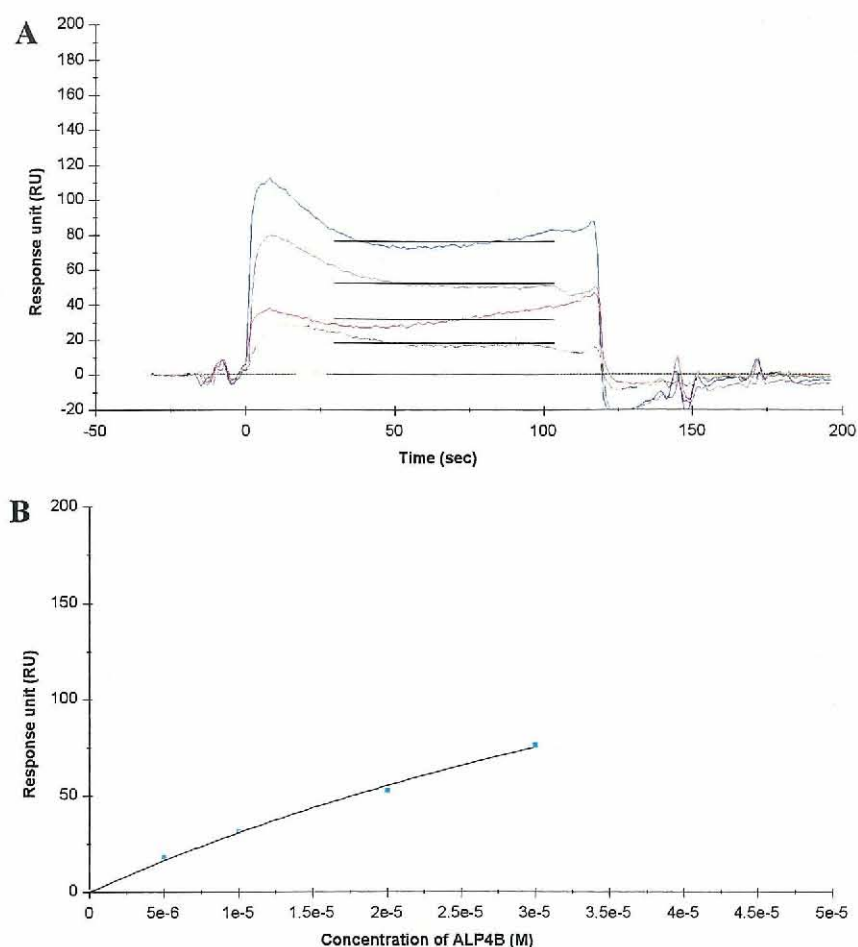 A
200
180
160
140
120
100
80
60
40
20
0
-20
Response unit (RU)
-50 0 50 100 150 200
Time (sec)
B
200
150
100
50
0
Response unit (RU)
0 5e-6 1e-5 1.5e-5 2e-5 2.5e-5 3e-5 3.5e-5 4e-5 4.5e-5 5e-5
Concentration of ALP4B (M)